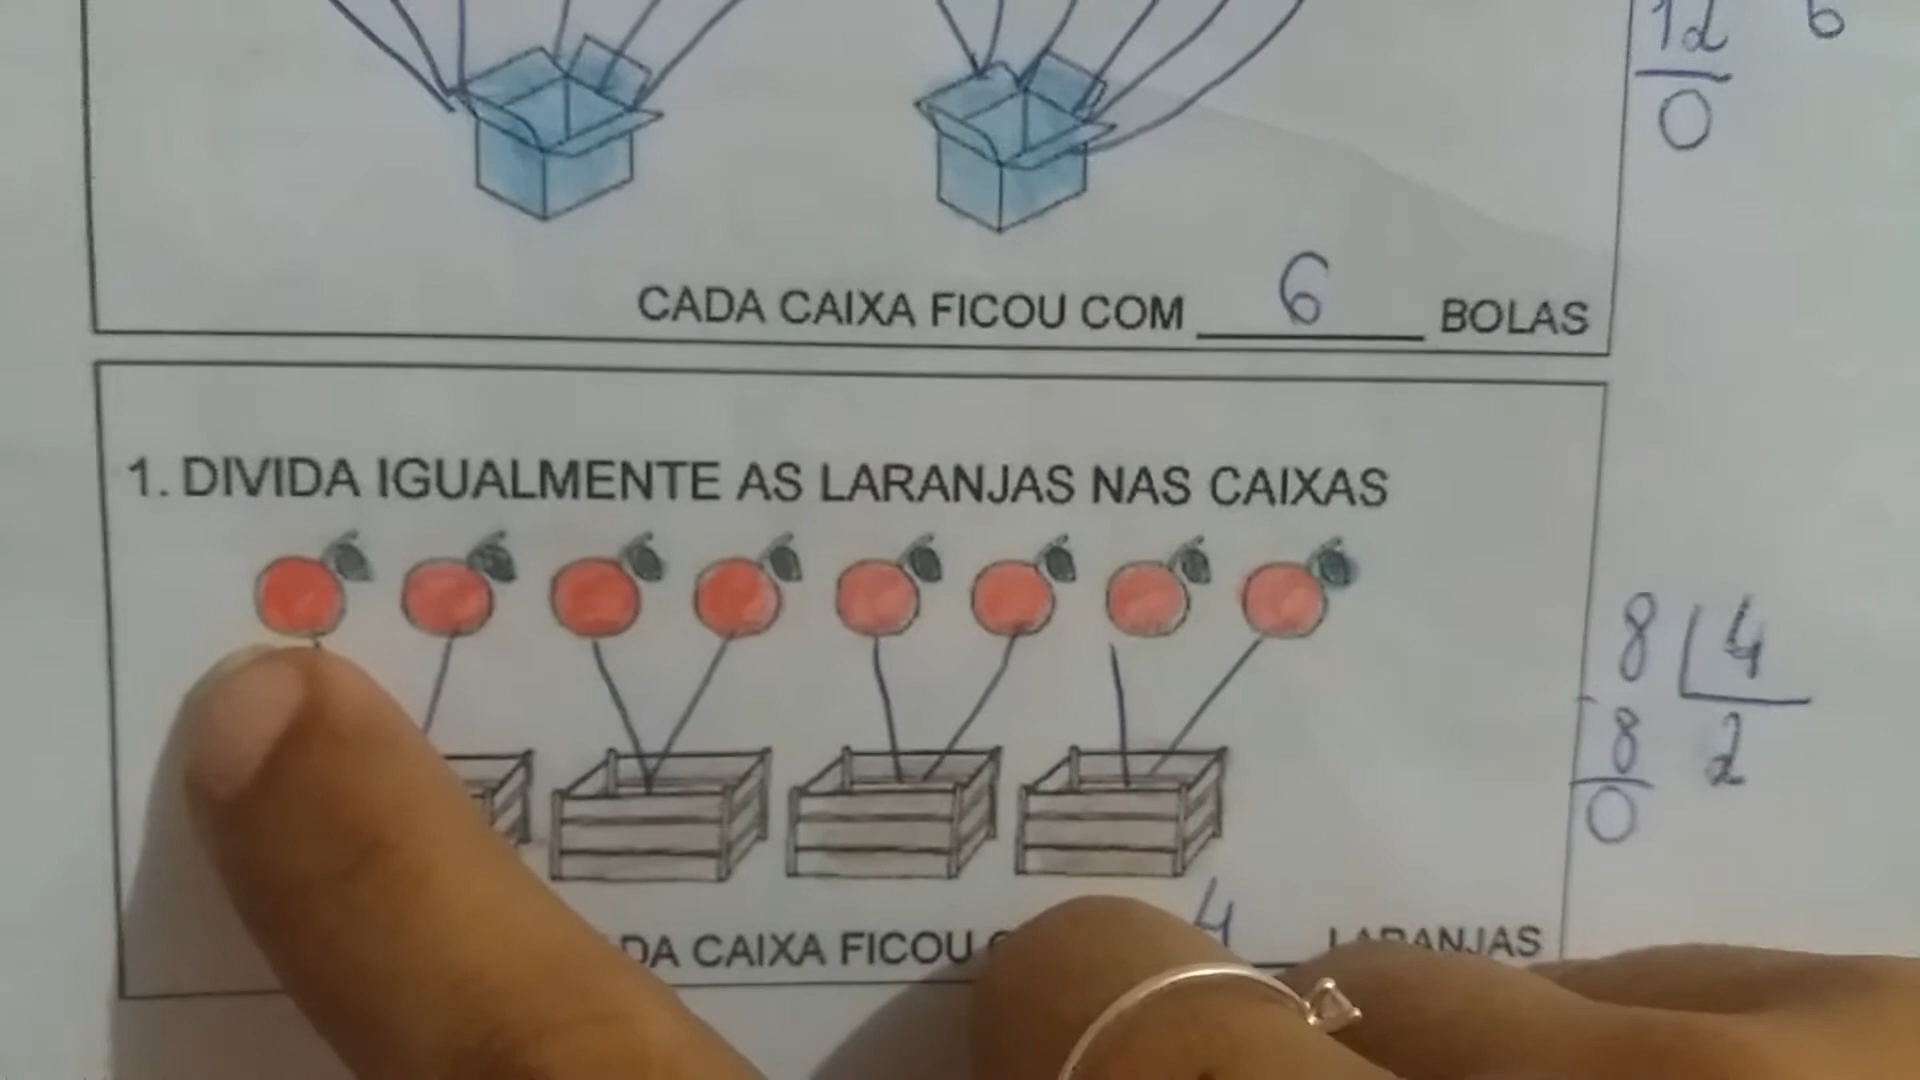 12 6
0
CADA CAIXA FICOU COM 6 BOLAS
1. DIVIDA IGUALMENTE AS LARANJAS NAS CAIXAS
8 4
8 2
0
DA CAIXA FICOU 4 LARANJAS